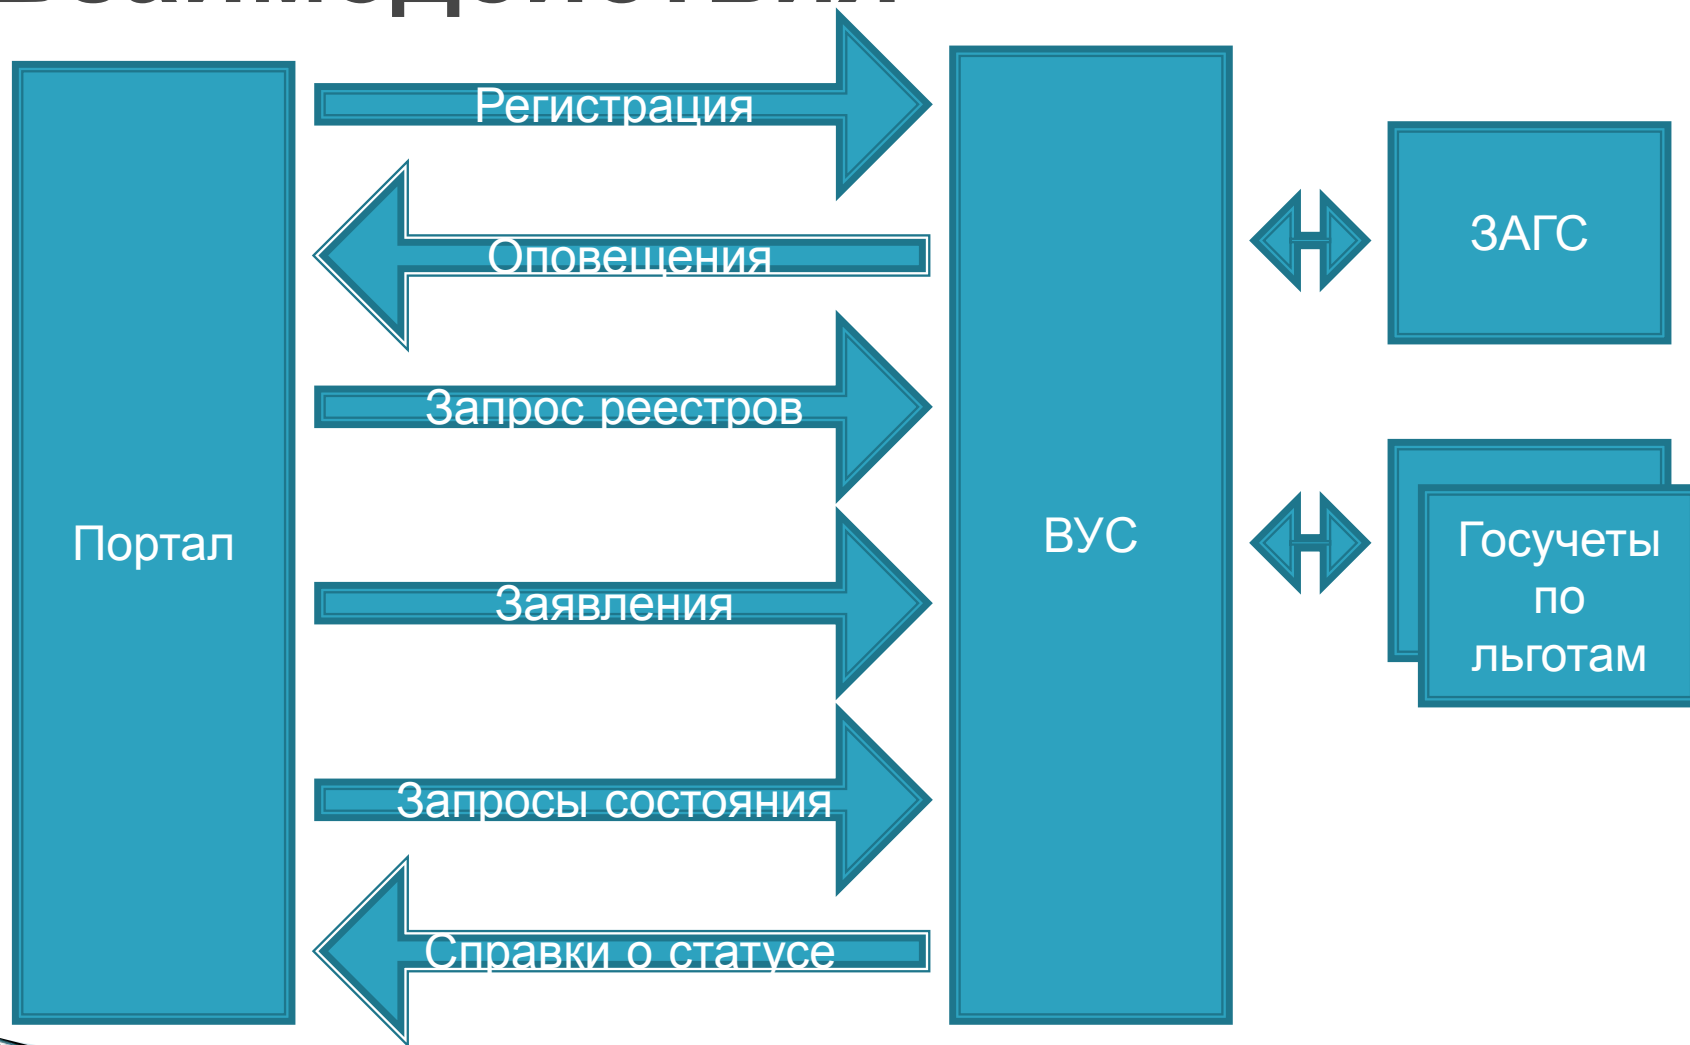 Портал
Регистрация
Оповещения
Запрос реестров
Заявления
Запросы состояния
Справки о статусе
ВУС
ЗАГС
Госучеты
по
льготам